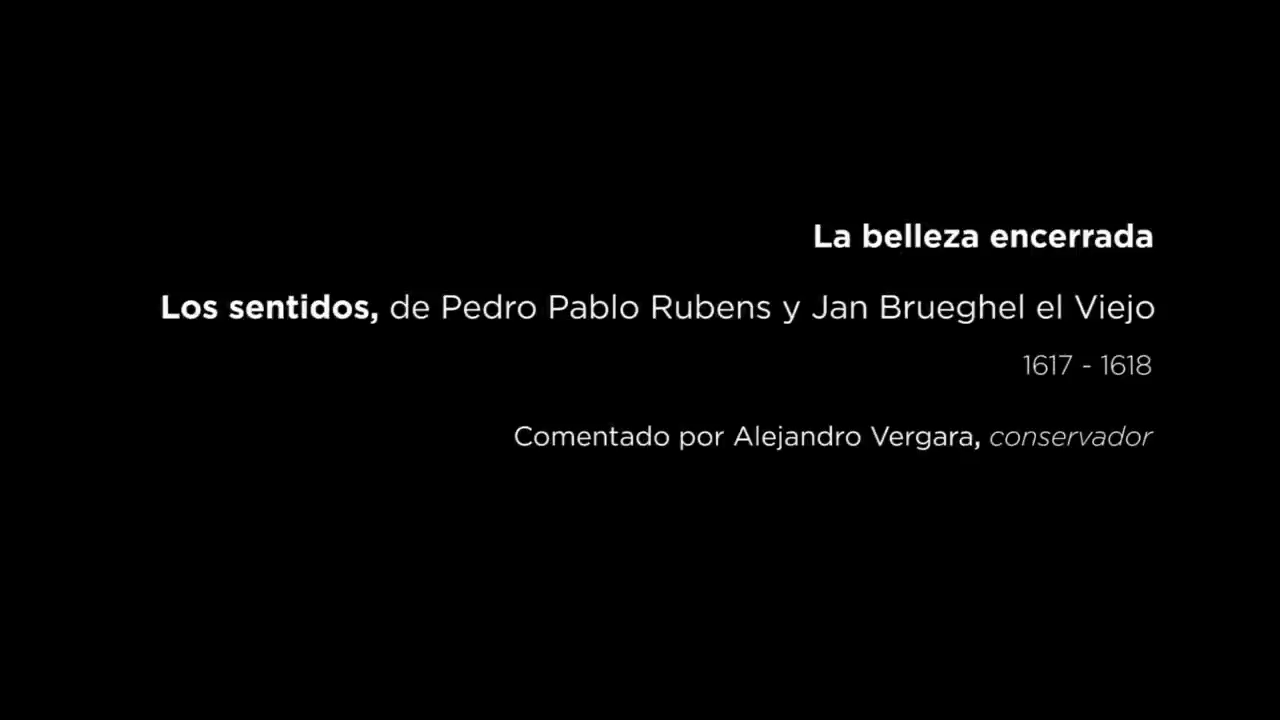 La belleza encerrada
Los sentidos, de Pedro Pablo Rubens y Jan Brueghel el Viejo
1617 - 1618
Comentado por Alejandro Vergara, conservador